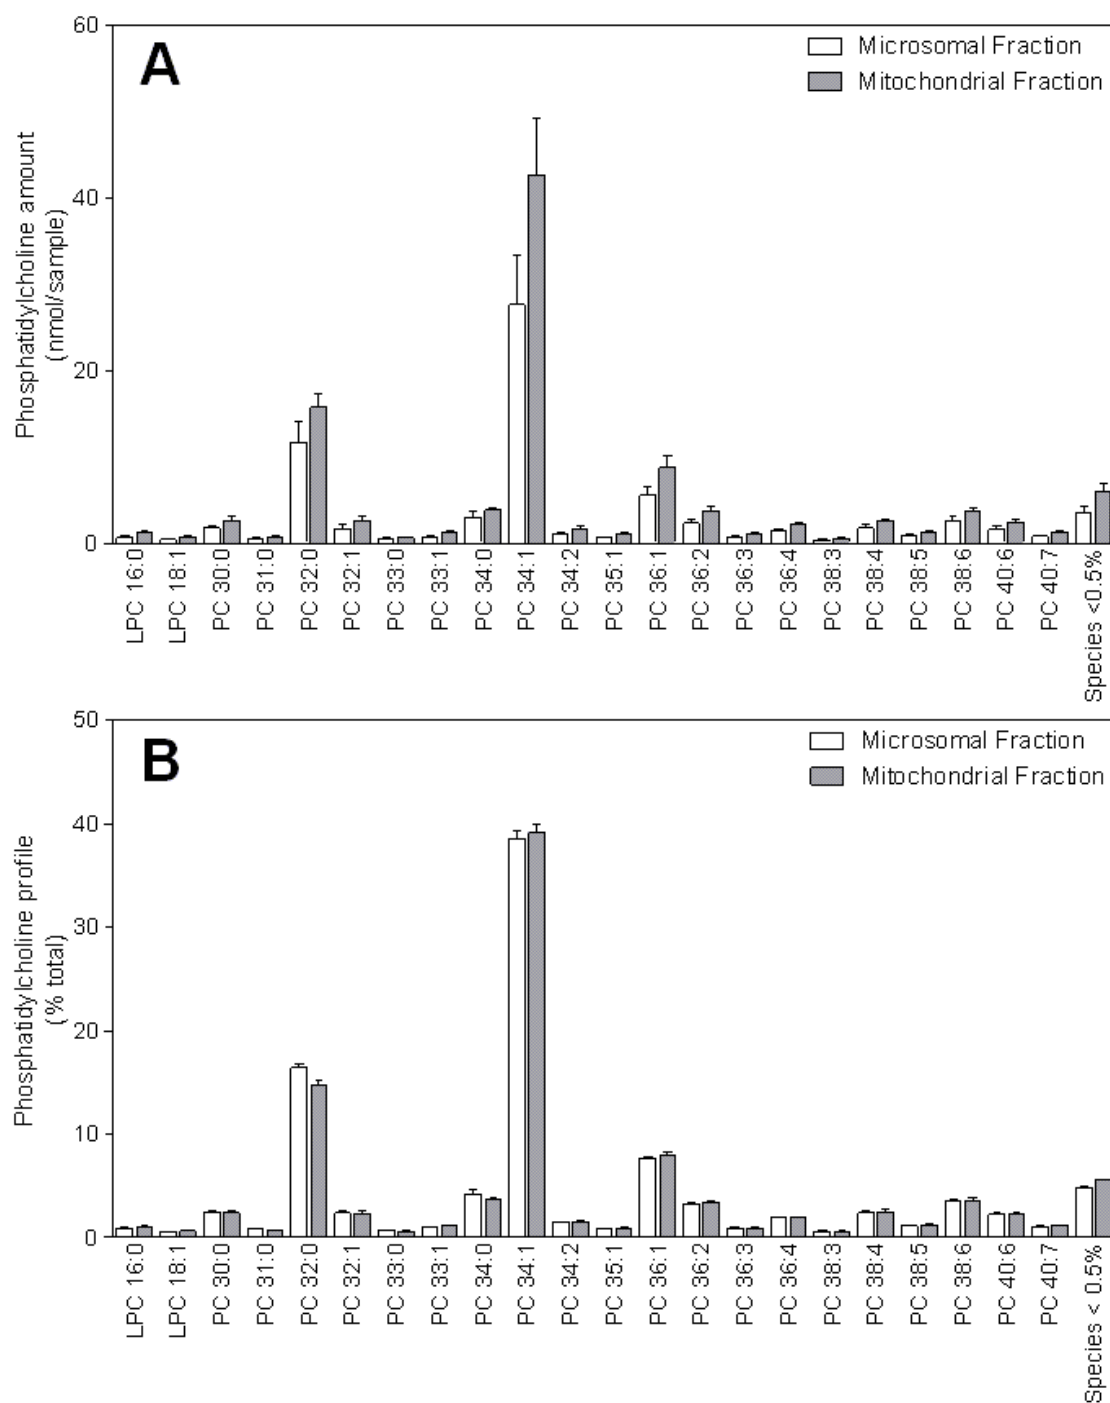 A
Microsomal Fraction
Mitochondrial Fraction
Phosphatidylcholine amount
(nmol/sample)
60
40
20
0
LPC 16:0
LPC 18:1
PC 30:0
PC 31:0
PC 32:0
PC 32:1
PC 33:0
PC 33:1
PC 34:0
PC 34:1
PC 34:2
PC 35:1
PC 36:1
PC 36:2
PC 36:3
PC 36:4
PC 38:3
PC 38:4
PC 38:5
PC 38:6
PC 40:6
PC 40:7
Species <0.5%
B
Microsomal Fraction
Mitochondrial Fraction
Phosphatidylcholine profile
(% total)
50
40
30
20
10
0
LPC 16:0
LPC 18:1
PC 30:0
PC 31:0
PC 32:0
PC 32:1
PC 33:0
PC 33:1
PC 34:0
PC 34:1
PC 34:2
PC 35:1
PC 36:1
PC 36:2
PC 36:3
PC 36:4
PC 38:3
PC 38:4
PC 38:5
PC 38:6
PC 40:6
PC 40:7
Species < 0.5%